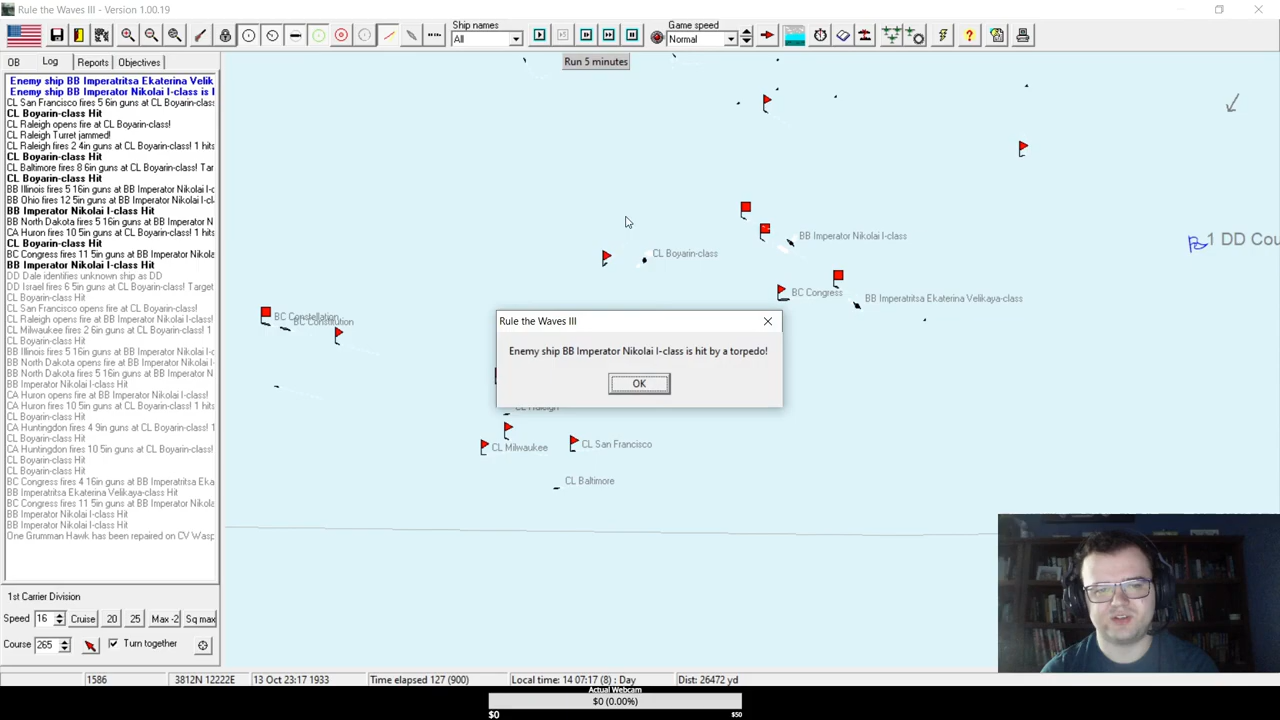 Rule the Waves III - Version 1.00.19
Ship names
All
Game speed
Normal
OB Log Reports Objectives
Run 5 minutes
Enemy ship BB Imperatritsa Ekaterina Velik
Enemy ship BB Imperator Nikolai I-class is l
CL San Francisco fires 5 6in guns at CL Boyarin-class
CL Boyarin-class Hit
CL Raleigh opens fire at CL Boyarin-class!
CL Raleigh Turret jammed!
CL Raleigh fires 2 4in guns at CL Boyarin-class! 1 hits
CL Boyarin-class Hit
CL Baltimore fires 8 6in guns at CL Boyarin-class! Tar
CL Boyarin-class Hit
BB Illinois fires 5 16in guns at BB Imperator Nikolai I-c
BB Ohio fires 12 5in guns at BB Imperator Nikolai I-cl
BB Imperator Nikolai I-class Hit
BB North Dakota fires 5 16in guns at BB Imperator N
CA Huron fires 10 5in guns at CL Boyarin-class! 1 hits
CL Boyarin-class Hit
BC Congress fires 11 5in guns at BB Imperator Nikol
BB Imperator Nikolai I-class Hit
DD Dale identifies unknown ship as DD
DD Israel fires 6 5in guns at CL Boyarin-class! Target
CL Boyarin-class Hit
CL San Francisco opens fire at CL Boyarin-class!
CL Raleigh opens fire at CL Boyarin-class!
CL Milwaukee fires 2 6in guns at CL Boyarin-class! 1
CL Boyarin-class Hit
BB Illinois fires 5 16in guns at BB Imperator Nikolai I-c
BB North Dakota opens fire at BB Imperator Nikolai I-
BB North Dakota fires 5 16in guns at BB Imperator N
BB Imperator Nikolai I-class Hit
CA Huron opens fire at CL Boyarin-class!
CA Huron fires 10 5in guns at CL Boyarin-class! 1 hits
CL Boyarin-class Hit
CA Huntingdon fires 4 9in guns at CL Boyarin-class!
CL Boyarin-class Hit
CA Huntingdon fires 10 5in guns at CL Boyarin-class!
CL Boyarin-class Hit
CL Boyarin-class Hit
BC Congress fires 4 16in guns at BB Imperatritsa Eka
BB Imperatritsa Ekaterina Velikaya-class Hit
BC Congress fires 11 5in guns at BB Imperator Nikola
BB Imperator Nikolai I-class Hit
BB Imperator Nikolai I-class Hit
One Grumman Hawk has been repaired on CV Wasp
BB Imperator Nikolai I-class
1 DD Cou
CL Boyarin-class
BC Congress
BB Imperatritsa Ekaterina Velikaya-class
BC Constellation
BC Constitution
Rule the Waves III
Enemy ship BB Imperator Nikolai I-class is hit by a torpedo!
OK
CL Raleigh
CL Milwaukee
CL San Francisco
CL Baltimore
1st Carrier Division
Speed 16 Cruise 20 25 Max -2 Sq max
Course 265 Turn together
1586 3812N 12222E 13 Oct 23:17 1933 Time elapsed 127 (900) Local time: 14 07:17 (8) : Day Dist: 26472 yd
Actual Webcam
$0 (0.00%)
$0 $50